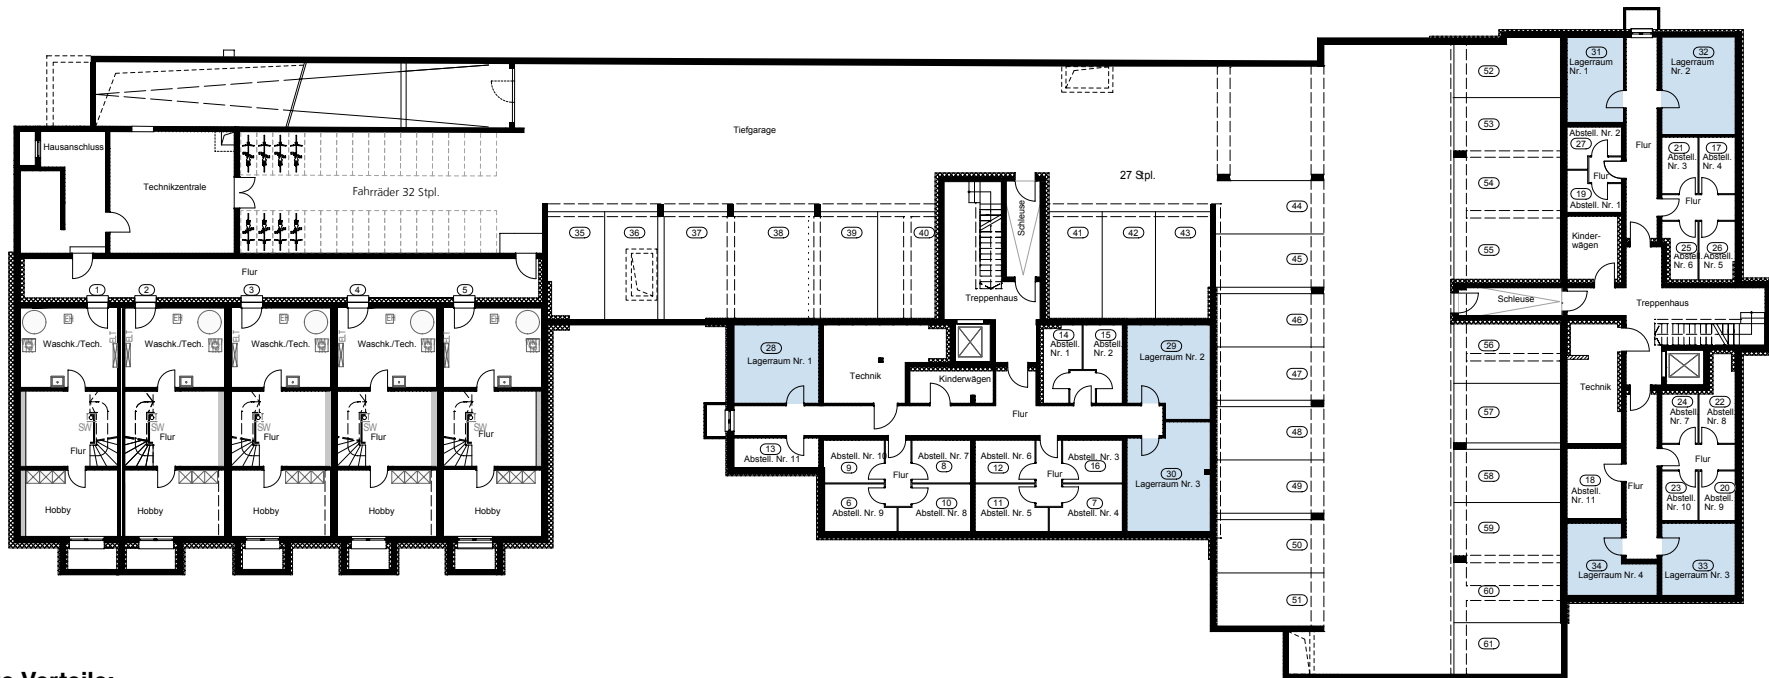 Hausanschluss
Technikzentrale
Fahrräder 32 Stpl.
Tiefgarage
27 Stpl.
Flur
1
2
3
4
5
Waschk./Tech.
Waschk./Tech.
Waschk./Tech.
Waschk./Tech.
Waschk./Tech.
SW
SW
SW
SW
SW
Flur
Flur
Flur
Flur
Flur
Hobby
Hobby
Hobby
Hobby
Hobby
35
36
37
38
39
40
41
42
43
Schleuse
Treppenhaus
28
Lagerraum Nr. 1
Technik
Kinderwägen
14
Abstell.
Nr. 1
15
Abstell.
Nr. 2
29
Lagerraum Nr. 2
Flur
13
Abstell. Nr. 11
Abstell. Nr. 10
9
Abstell. Nr. 7
8
Flur
6
Abstell. Nr. 9
10
Abstell. Nr. 8
Abstell. Nr. 6
12
Abstell. Nr. 3
16
Flur
11
Abstell. Nr. 5
7
Abstell. Nr. 4
30
Lagerraum Nr. 3
44
45
46
47
48
49
50
51
52
53
54
55
56
57
58
59
60
61
31
Lagerraum
Nr. 1
32
Lagerraum
Nr. 2
Flur
Abstell. Nr. 2
27
Flur
19
Abstell. Nr. 1
21
Abstell.
Nr. 3
17
Abstell.
Nr. 4
Flur
25
Abstell.
Nr. 6
26
Abstell.
Nr. 5
Kinder-
wägen
Schleuse
Treppenhaus
Technik
24
Abstell.
Nr. 7
22
Abstell.
Nr. 8
Flur
18
Abstell.
Nr. 11
Flur
23
Abstell.
Nr. 10
20
Abstell.
Nr. 9
34
Lagerraum Nr. 4
33
Lagerraum Nr. 3
Vorteile: